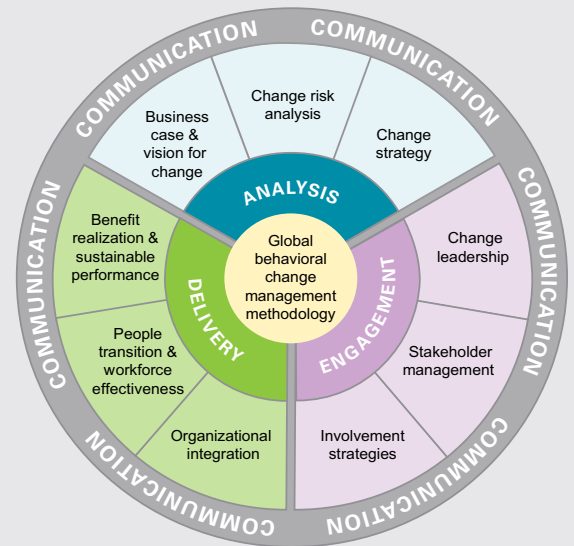 COMMUNICATION
COMMUNICATION
Business
case &
vision for
change
Change risk
analysis
Change
strategy
ANALYSIS
COMMUNICATION
Benefit
realization &
sustainable
performance
DELIVERY
Global
behavioral
change
management
methodology
ENGAGEMENT
Change
leadership
COMMUNICATION
People
transition &
workforce
effectiveness
Stakeholder
management
Organizational
integration
Involvement
strategies
COMMUNICATION
COMMUNICATION